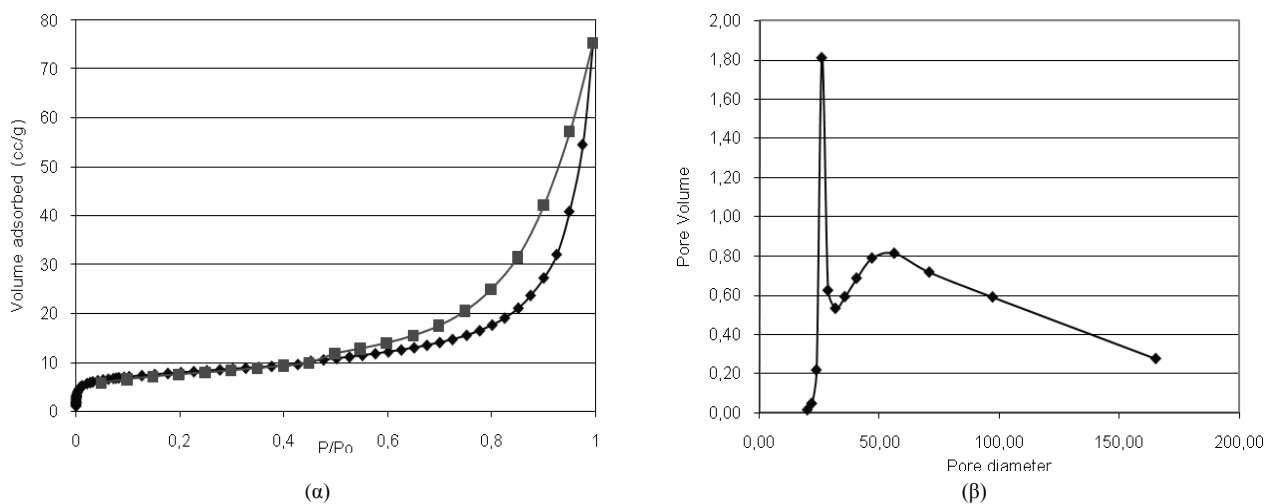 80
70
60
50
40
30
20
10
0
Volume adsorbed (cc/g)
0 0,2 0,4 0,6 0,8 1
P/Po
(α)
2,00
1,80
1,60
1,40
1,20
1,00
0,80
0,60
0,40
0,20
0,00
Pore Volume
0,00 50,00 100,00 150,00 200,00
Pore diameter
(β)